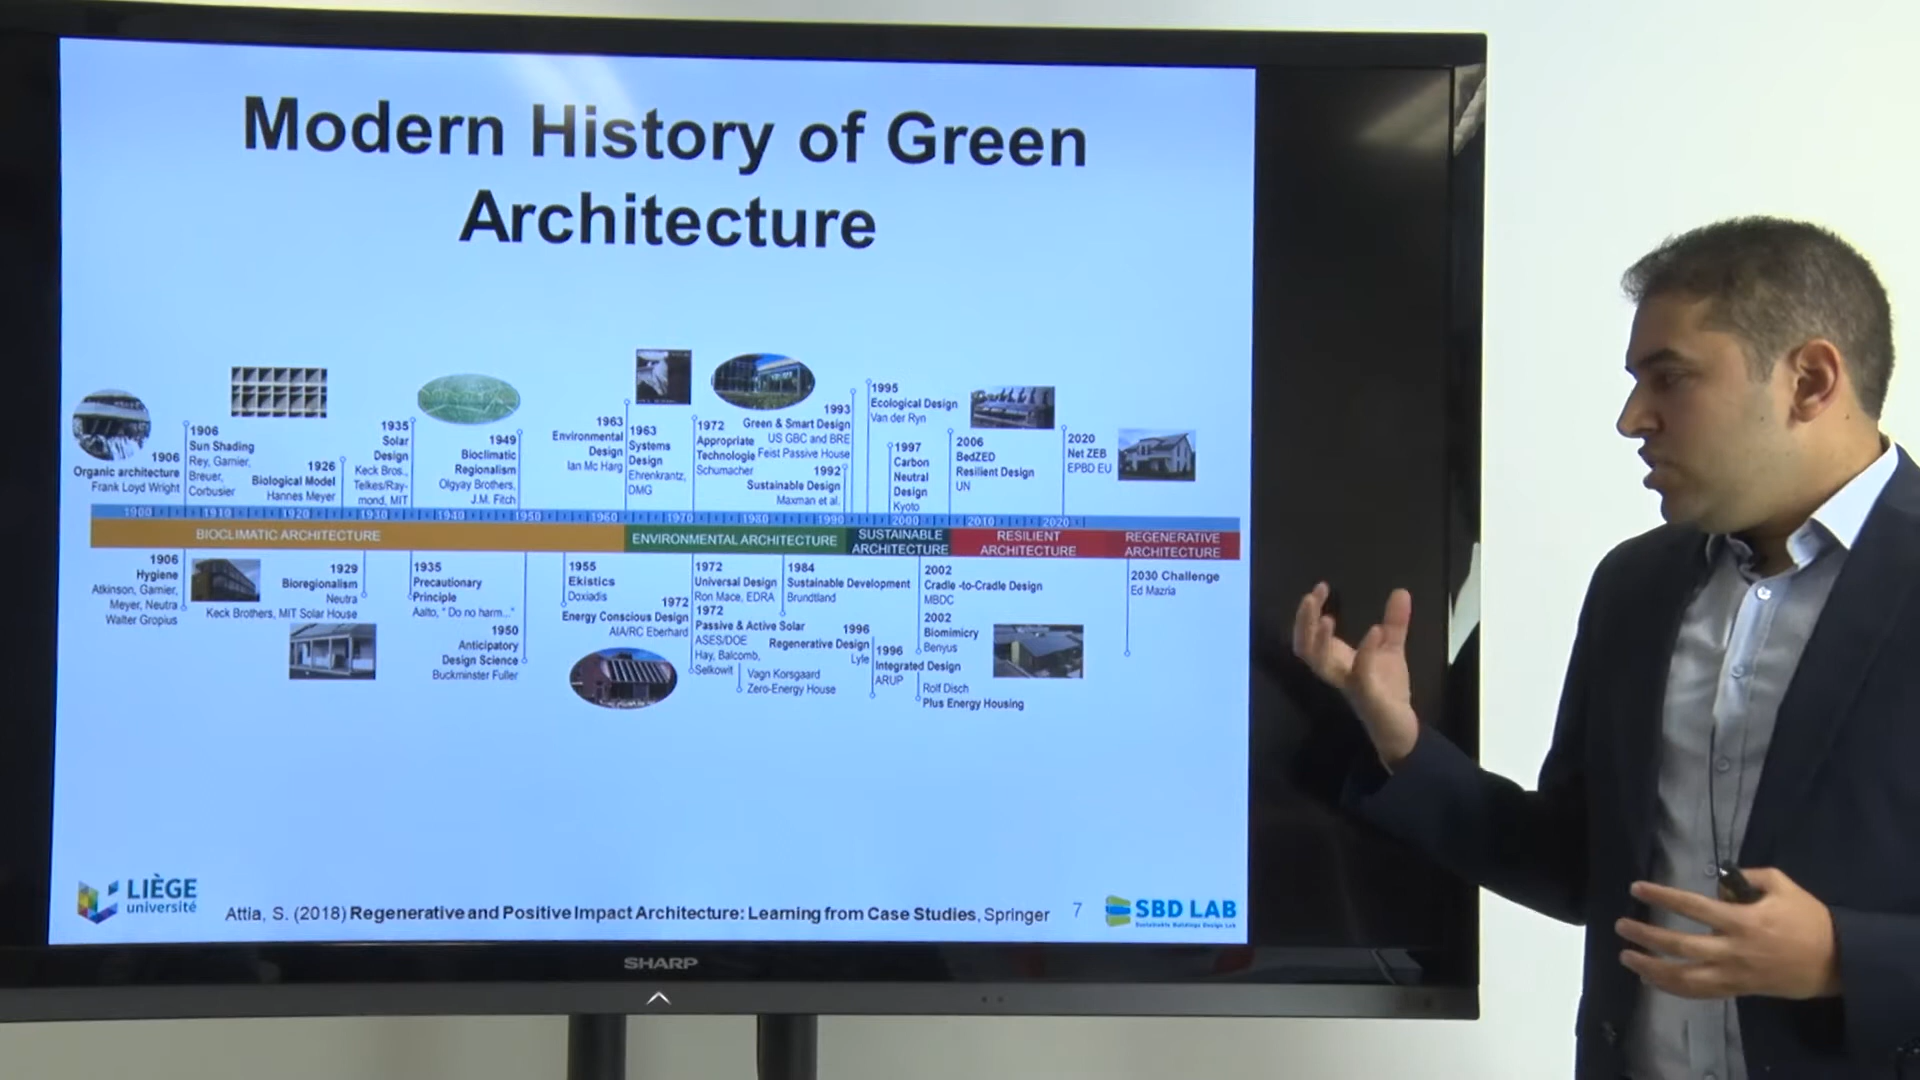 Modern History of Green
Architecture
1906
Organic architecture
Frank Loyd Wright
1906
Sun Shading
Rey, Garnier,
Breuer,
Corbusier
1926
Biological Model
Hannes Meyer
1935
Solar
Design
Keck Bros.,
Telkes/Ray-
mond, MIT
1949
Bioclimatic
Regionalism
Olgyay Brothers,
J.M. Fitch
1963
Environmental
Design
Ian Mc Harg
1963
Systems
Design
Ehrenkrantz,
DMG
1972
Appropriate
Technologie
Schumacher
1993
Green & Smart Design
US GBC and BRE
Feist Passive House
1992
Sustainable Design
Maxman et al.
1995
Ecological Design
Van der Ryn
1997
Carbon
Neutral
Design
Kyoto
2006
BedZED
Resilient Design
UN
2020
Net ZEB
EPBD EU
1900 1910 1920 1930 1940 1950 1960 1970 1980 1990 2000 2010 2020
BIOCLIMATIC ARCHITECTURE
ENVIRONMENTAL ARCHITECTURE
SUSTAINABLE
ARCHITECTURE
RESILIENT
ARCHITECTURE
REGENERATIVE
ARCHITECTURE
1906
Hygiene
Atkinson, Garnier,
Meyer, Neutra
Walter Gropius
1929
Bioregionalism
Neutra
Keck Brothers, MIT Solar House
1935
Precautionary
Principle
Aalto, "Do no harm..."
1950
Anticipatory
Design Science
Buckminster Fuller
1955
Ekistics
Doxiadis
1972
Energy Conscious Design
AIA/RC Eberhard
1972
Universal Design
Ron Mace, EDRA
1972
Passive & Active Solar
ASES/DOE
Hay, Balcomb,
Selkowit
Vagn Korsgaard
Zero-Energy House
1984
Sustainable Development
Brundtland
1996
Regenerative Design
Lyle
1996
Integrated Design
ARUP
2002
Cradle -to-Cradle Design
MBDC
2002
Biomimicry
Benyus
Rolf Disch
Plus Energy Housing
2030 Challenge
Ed Mazria
LIÈGE
université
Attia, S. (2018) Regenerative and Positive Impact Architecture: Learning from Case Studies, Springer
7
SBD LAB
Sustainable Buildings Design Lab
SHARP